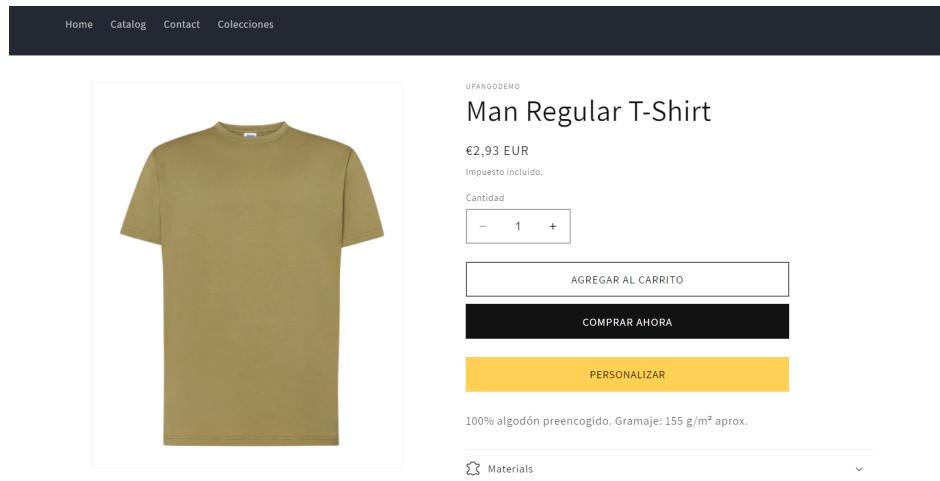 Home Catalog Contact Colecciones
UPANGODEMO
Man Regular T-Shirt
€2,93 EUR
Impuesto incluido.
Cantidad
− 1 +
AGREGAR AL CARRITO
COMPRAR AHORA
PERSONALIZAR
100% algodón preencogido. Gramaje: 155 g/m² aprox.
Materials